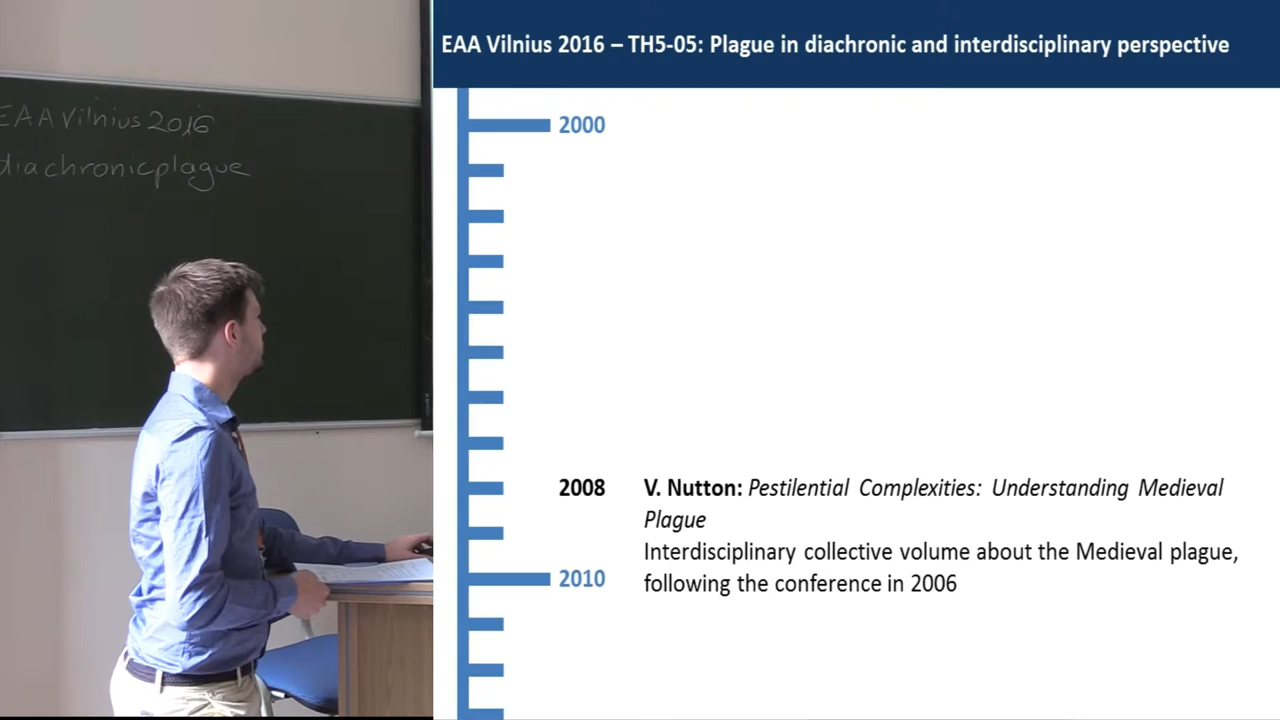 EAA Vilnius 2016 – TH5-05: Plague in diachronic and interdisciplinary perspective
EAA Vilnius 2016
diachronicplague
2000
2008 V. Nutton: Pestilential Complexities: Understanding Medieval
Plague
Interdisciplinary collective volume about the Medieval plague,
2010 following the conference in 2006